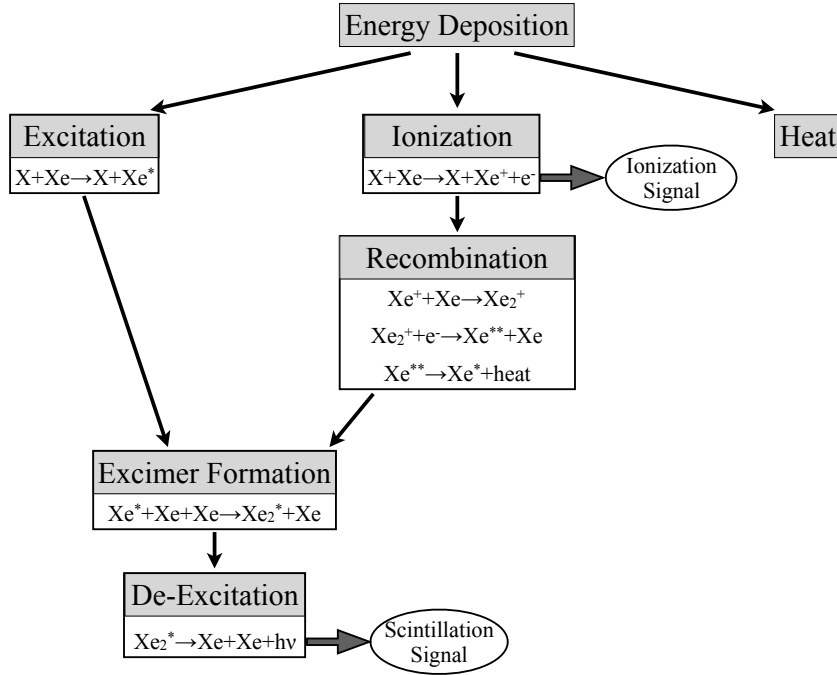 Energy Deposition
Excitation
X+Xe→X+Xe*
Ionization
X+Xe→X+Xe⁺+e⁻
Ionization
Signal
Heat
Recombination
Xe⁺+Xe→Xe₂⁺
Xe₂⁺+e⁻→Xe**+Xe
Xe**→Xe*+heat
Excimer Formation
Xe*+Xe+Xe→Xe₂*+Xe
De-Excitation
Xe₂*→Xe+Xe+hν
Scintillation
Signal